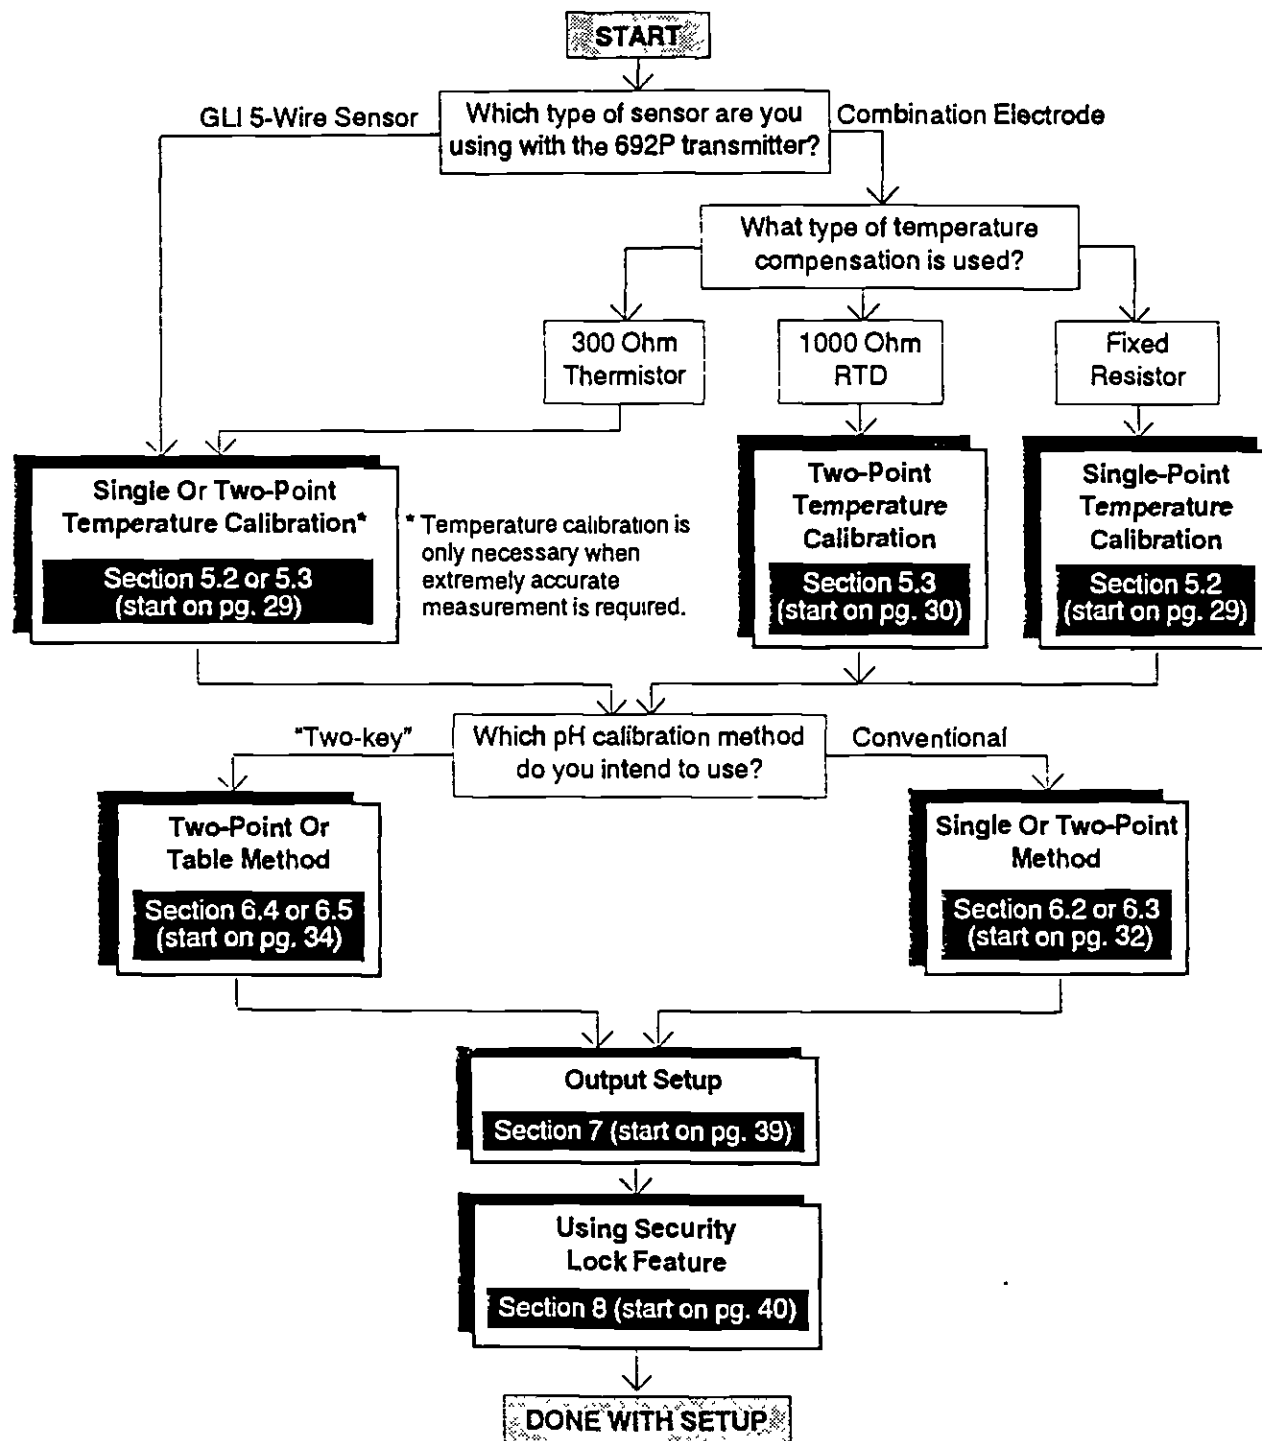 START
GLI 5-Wire Sensor
Which type of sensor are you
using with the 692P transmitter?
Combination Electrode
What type of temperature
compensation is used?
300 Ohm
Thermistor
1000 Ohm
RTD
Fixed
Resistor
Single Or Two-Point
Temperature Calibration*
Section 5.2 or 5.3
(start on pg. 29)
* Temperature calibration is
only necessary when
extremely accurate
measurement is required.
Two-Point
Temperature
Calibration
Section 5.3
(start on pg. 30)
Single-Point
Temperature
Calibration
Section 5.2
(start on pg. 29)
"Two-key"
Which pH calibration method
do you intend to use?
Conventional
Two-Point Or
Table Method
Section 6.4 or 6.5
(start on pg. 34)
Single Or Two-Point
Method
Section 6.2 or 6.3
(start on pg. 32)
Output Setup
Section 7 (start on pg. 39)
Using Security
Lock Feature
Section 8 (start on pg. 40)
DONE WITH SETUP